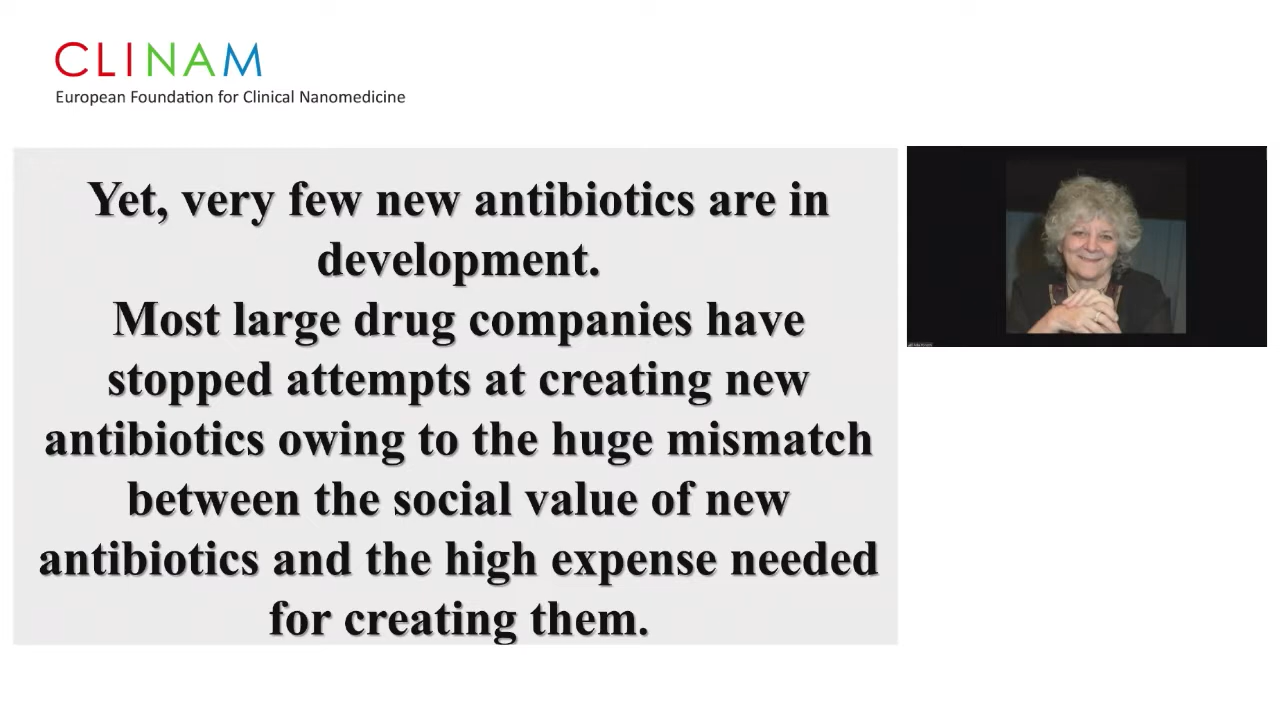 CLINAM
European Foundation for Clinical Nanomedicine
Yet, very few new antibiotics are in
development.
Most large drug companies have
stopped attempts at creating new
antibiotics owing to the huge mismatch
between the social value of new
antibiotics and the high expense needed
for creating them.